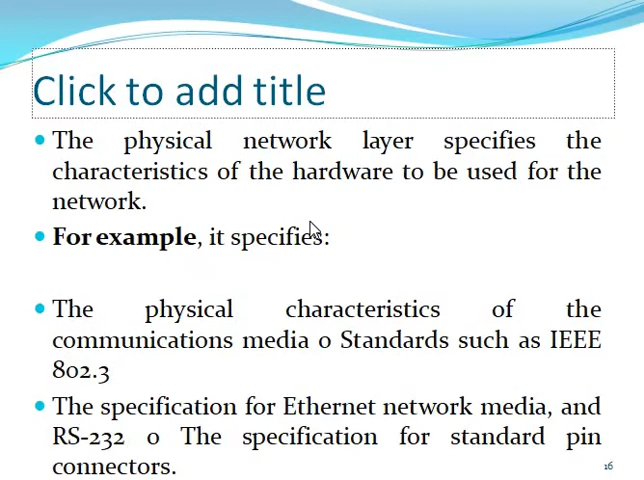 Click to add title
The physical network layer specifies the
characteristics of the hardware to be used for the
network.
For example, it specifies:
The physical characteristics of the
communications media o Standards such as IEEE
802.3
The specification for Ethernet network media, and
RS-232 o The specification for standard pin
connectors.
16